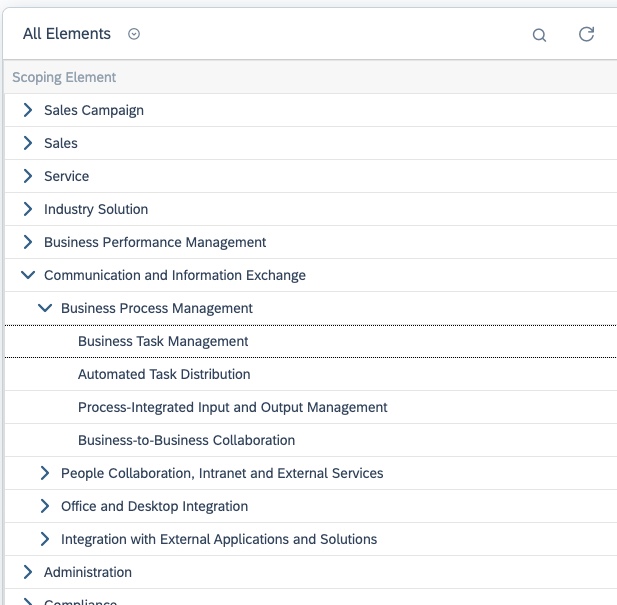 All Elements
Scoping Element
Sales Campaign
Sales
Service
Industry Solution
Business Performance Management
Communication and Information Exchange
Business Process Management
Business Task Management
Automated Task Distribution
Process-Integrated Input and Output Management
Business-to-Business Collaboration
People Collaboration, Intranet and External Services
Office and Desktop Integration
Integration with External Applications and Solutions
Administration
Compliance